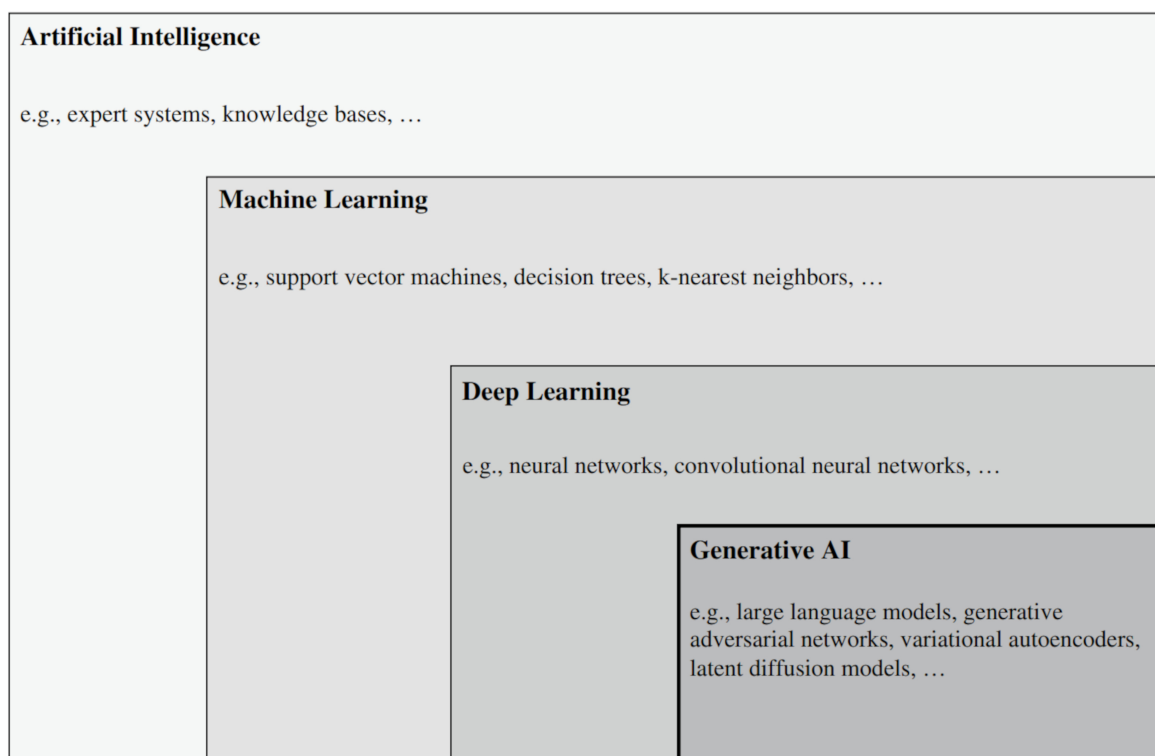 Artificial Intelligence
e.g., expert systems, knowledge bases, …
Machine Learning
e.g., support vector machines, decision trees, k-nearest neighbors, …
Deep Learning
e.g., neural networks, convolutional neural networks, …
Generative AI
e.g., large language models, generative
adversarial networks, variational autoencoders,
latent diffusion models, …